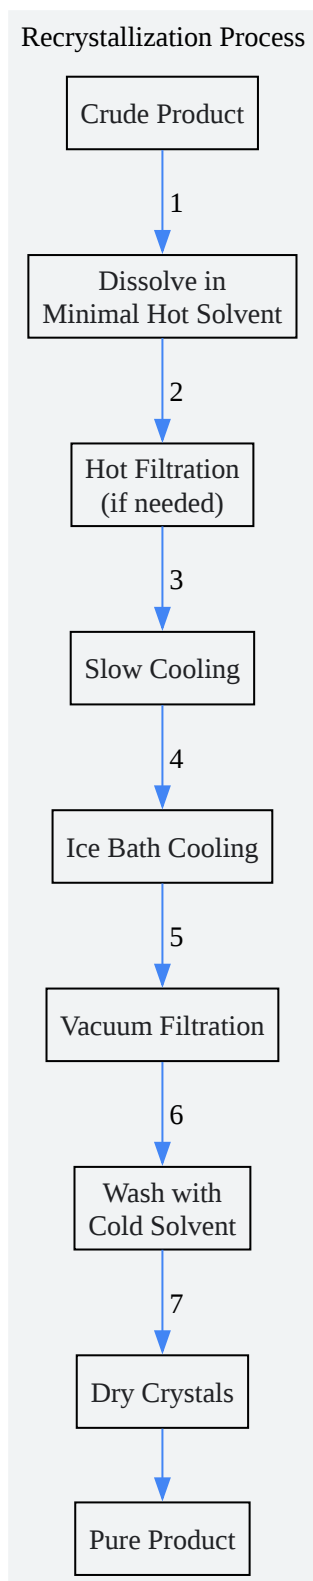 Recrystallization Process
Crude Product
1
Dissolve in
Minimal Hot Solvent
2
Hot Filtration
(if needed)
3
Slow Cooling
4
Ice Bath Cooling
5
Vacuum Filtration
6
Wash with
Cold Solvent
7
Dry Crystals
Pure Product